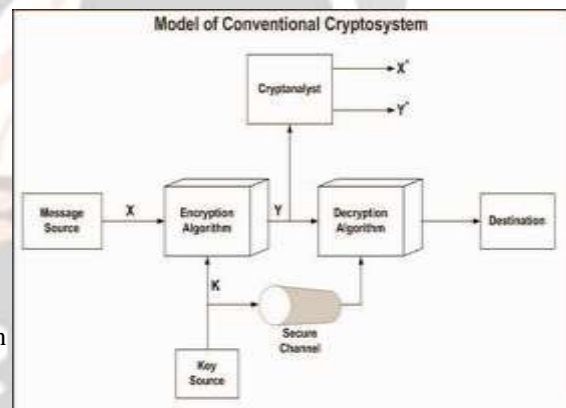 Model of Conventional Cryptosystem
Cryptanalyst
X^
Y^
Message
Source
X
Encryption
Algorithm
Y
Decryption
Algorithm
Destination
K
Secure
Channel
n
Key
Source